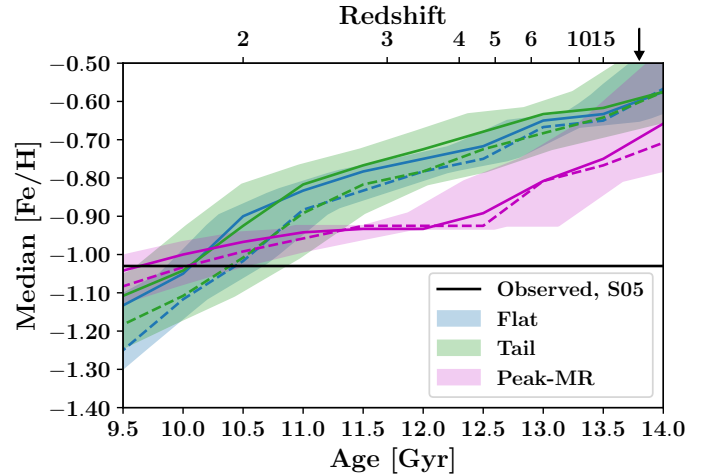 Redshift
2 3 4 5 6 10 15
−0.50
−0.60
−0.70
−0.80
−0.90
−1.00
−1.10
−1.20
−1.30
−1.40
Median [Fe/H]
Observed, S05
Flat
Tail
Peak-MR
9.5 10.0 10.5 11.0 11.5 12.0 12.5 13.0 13.5 14.0
Age [Gyr]